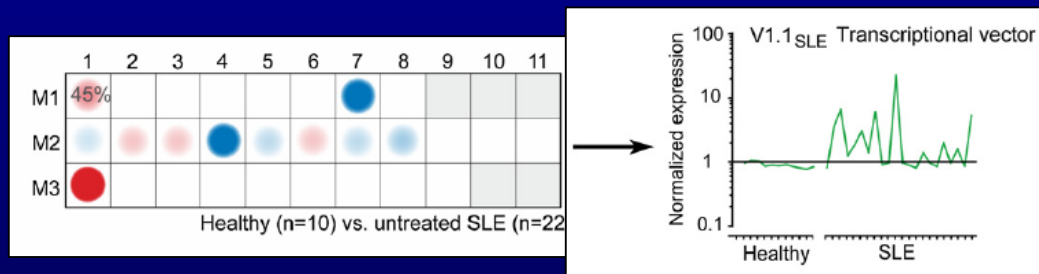 1 2 3 4 5 6 7 8 9 10 11
M1 45%
M2
M3
Healthy (n=10) vs. untreated SLE (n=22
V1.1SLE Transcriptional vector
Normalized expression
100
10
1
0.1
Healthy SLE